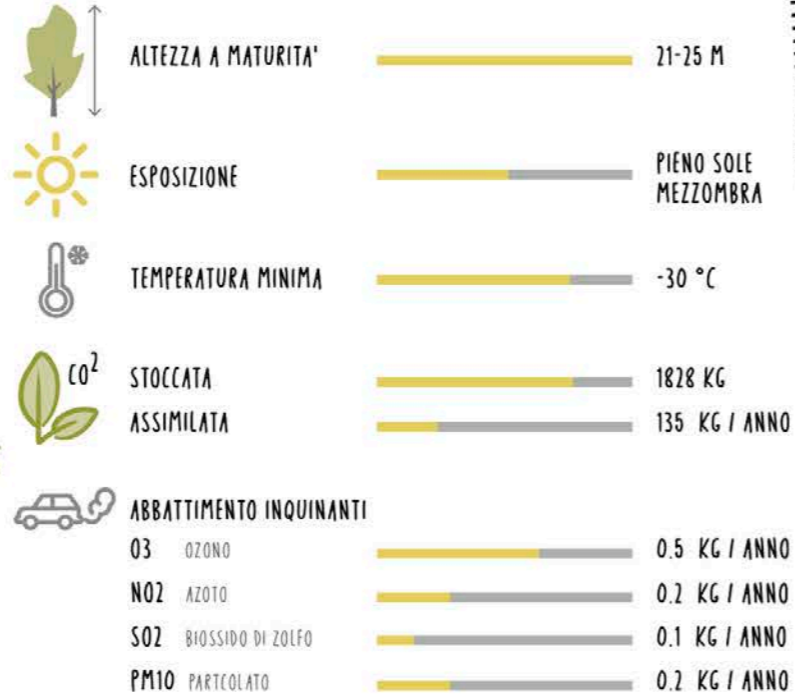 ALTEZZA A MATURITA' 21-25 M
ESPOSIZIONE PIENO SOLE
MEZZOMBRA
TEMPERATURA MINIMA -30 °C
CO2
STOCCATA 1828 KG
ASSIMILATA 135 KG / ANNO
ABBATTIMENTO INQUINANTI
O3 OZONO 0.5 KG / ANNO
NO2 AZOTO 0.2 KG / ANNO
SO2 BIOSSIDO DI ZOLFO 0.1 KG / ANNO
PM10 PARTCOLATO 0.2 KG / ANNO